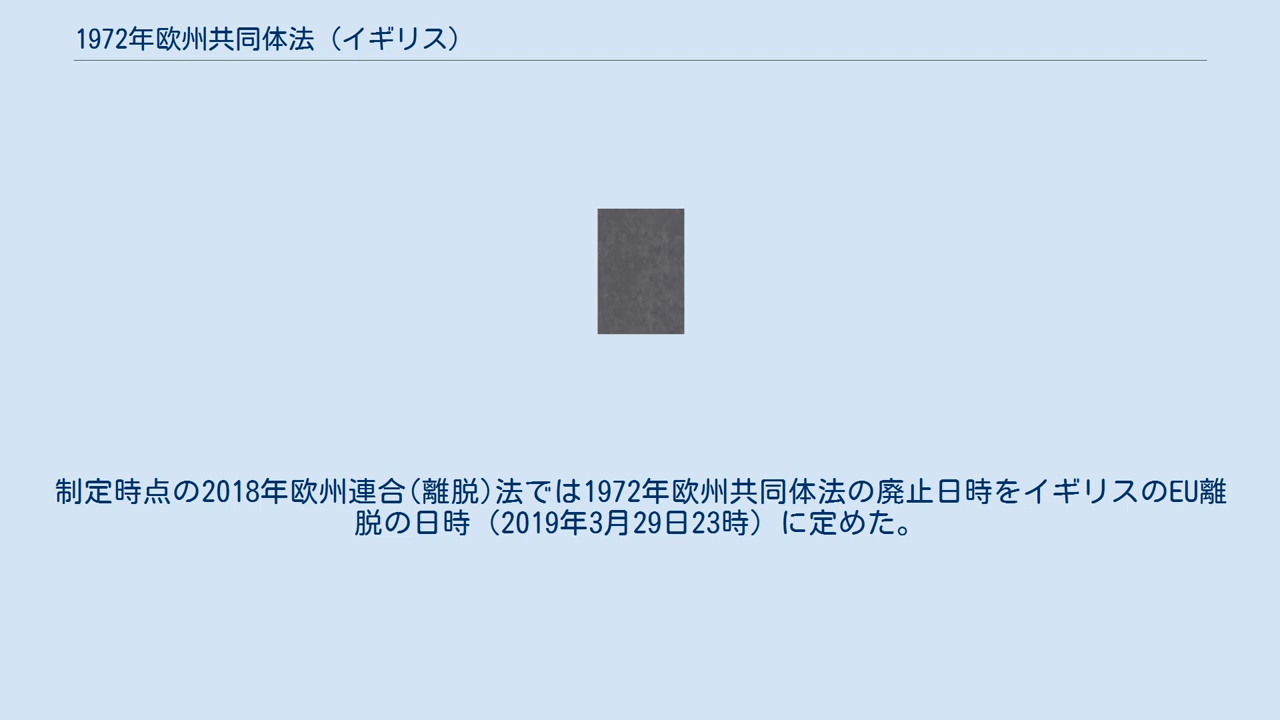 1972年欧州共同体法（イギリス）
制定時点の2018年欧州連合(離脱)法では1972年欧州共同体法の廃止日時をイギリスのEU離
脱の日時（2019年3月29日23時）に定めた。